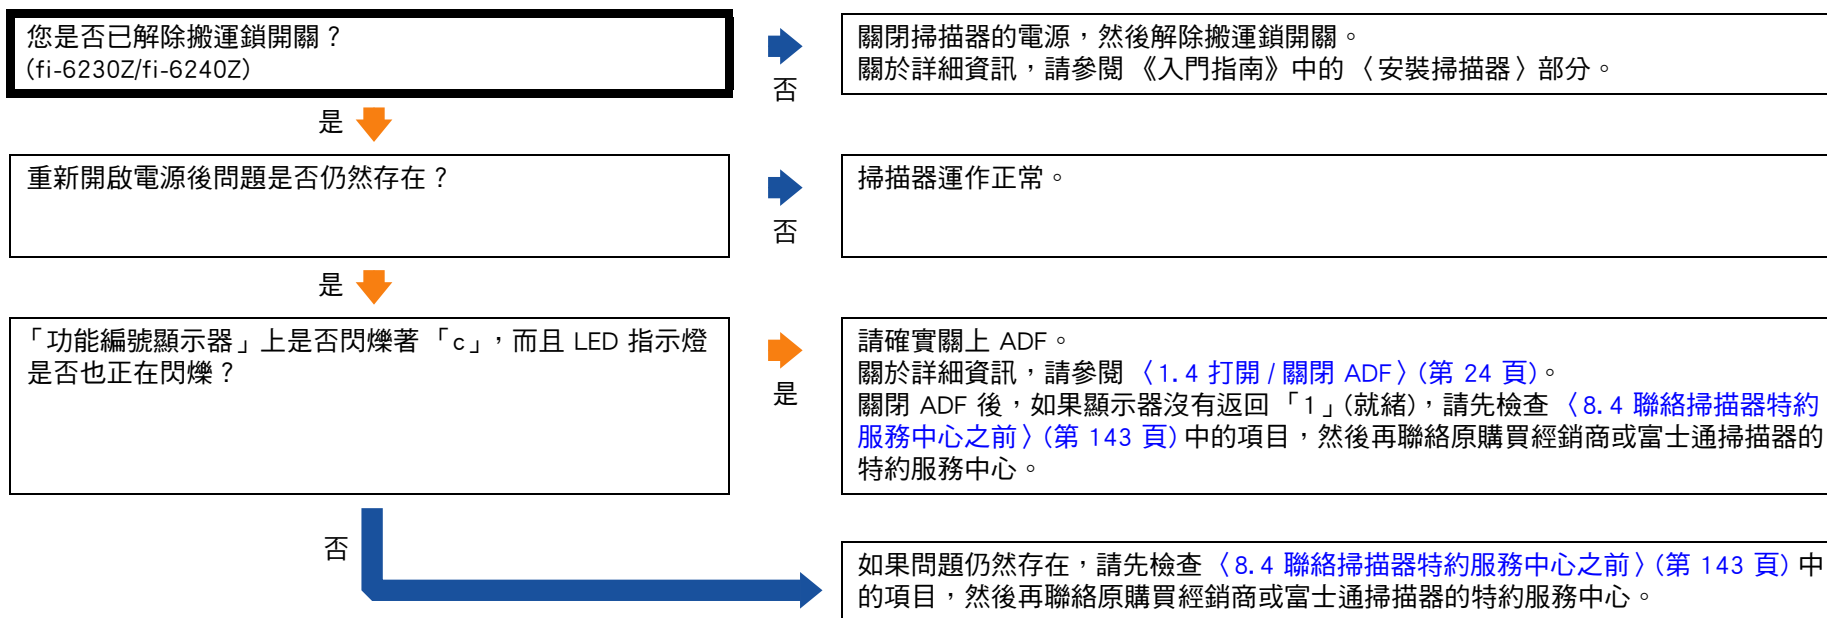 您是否已解除搬運鎖開關？
(fi-6230Z/fi-6240Z)
否
關閉掃描器的電源，然後解除搬運鎖開關。
關於詳細資訊，請參閱 《入門指南》中的 〈安裝掃描器〉部分。
是
重新開啟電源後問題是否仍然存在？
否
掃描器運作正常。
是
「功能編號顯示器」上是否閃爍著 「c」，而且 LED 指示燈
是否也正在閃爍？
是
請確實關上 ADF。
關於詳細資訊，請參閱 〈1.4 打開 / 關閉 ADF〉(第 24 頁)。
關閉 ADF 後，如果顯示器沒有返回 「1」(就緒)，請先檢查 〈8.4 聯絡掃描器特約
服務中心之前〉(第 143 頁) 中的項目，然後再聯絡原購買經銷商或富士通掃描器的
特約服務中心。
否
如果問題仍然存在，請先檢查 〈8.4 聯絡掃描器特約服務中心之前〉(第 143 頁) 中
的項目，然後再聯絡原購買經銷商或富士通掃描器的特約服務中心。